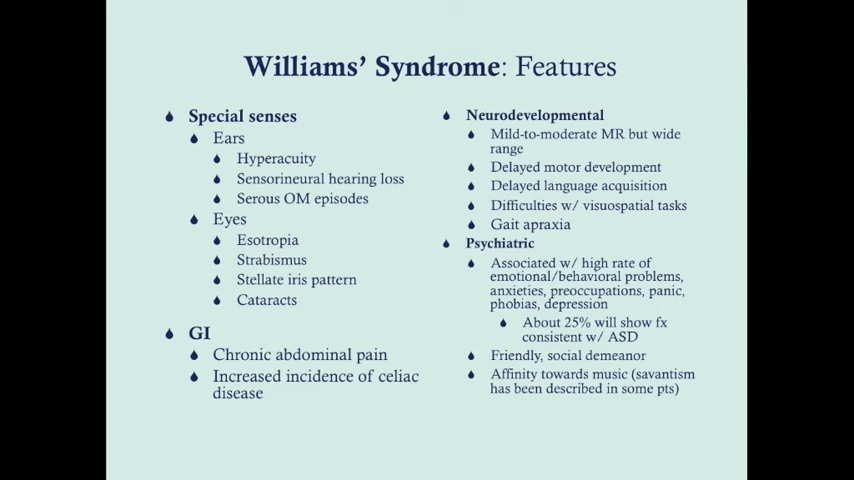 Williams’ Syndrome: Features
Special senses
Ears
Hyperacuity
Sensorineural hearing loss
Serous OM episodes
Eyes
Esotropia
Strabismus
Stellate iris pattern
Cataracts
GI
Chronic abdominal pain
Increased incidence of celiac
disease
Neurodevelopmental
Mild-to-moderate MR but wide
range
Delayed motor development
Delayed language acquisition
Difficulties w/ visuospatial tasks
Gait apraxia
Psychiatric
Associated w/ high rate of
emotional/behavioral problems,
anxieties, preoccupations, panic,
phobias, depression
About 25% will show fx
consistent w/ ASD
Friendly, social demeanor
Affinity towards music (savantism
has been described in some pts)